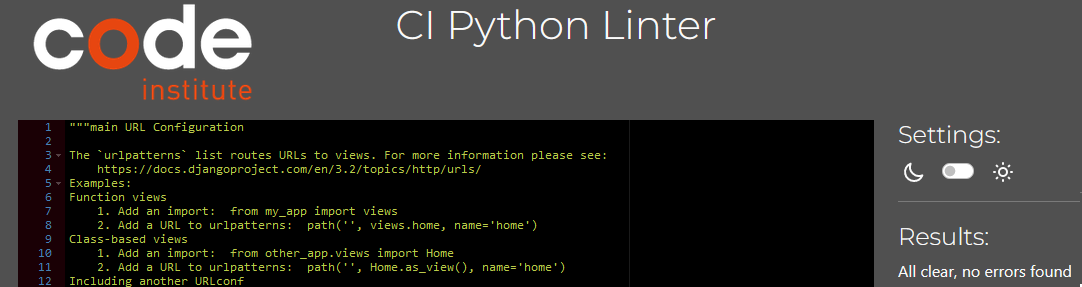 code
institute
CI Python Linter
1 """main URL Configuration
2
3 The `urlpatterns` list routes URLs to views. For more information please see:
4     https://docs.djangoproject.com/en/3.2/topics/http/urls/
5 Examples:
6 Function views
7     1. Add an import:  from my_app import views
8     2. Add a URL to urlpatterns:  path('', views.home, name='home')
9 Class-based views
10     1. Add an import:  from other_app.views import Home
11     2. Add a URL to urlpatterns:  path('', Home.as_view(), name='home')
12 Including another URLconf
Settings:
Results:
All clear, no errors found